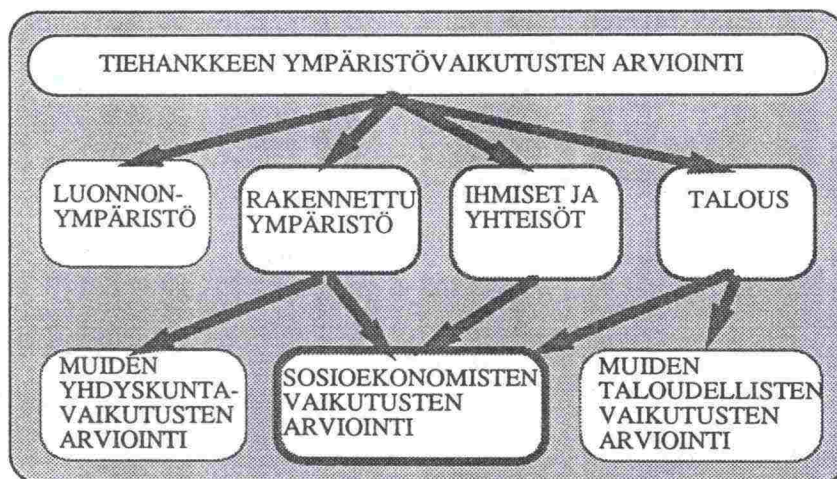 TIEHANKKEEN YMPÄRISTÖVAIKUTUSTEN ARVIOINTI
LUONNON-
YMPÄRISTÖ
RAKENNETTU
YMPÄRISTÖ
IHMISET JA
YHTEISÖT
TALOUS
MUIDEN
YHDYSKUNTA-
VAIKUTUSTEN
ARVIOINTI
SOSIOEKONOMISTEN
VAIKUTUSTEN
ARVIOINTI
MUIDEN
TALOUDELLISTEN
VAIKUTUSTEN
ARVIOINTI